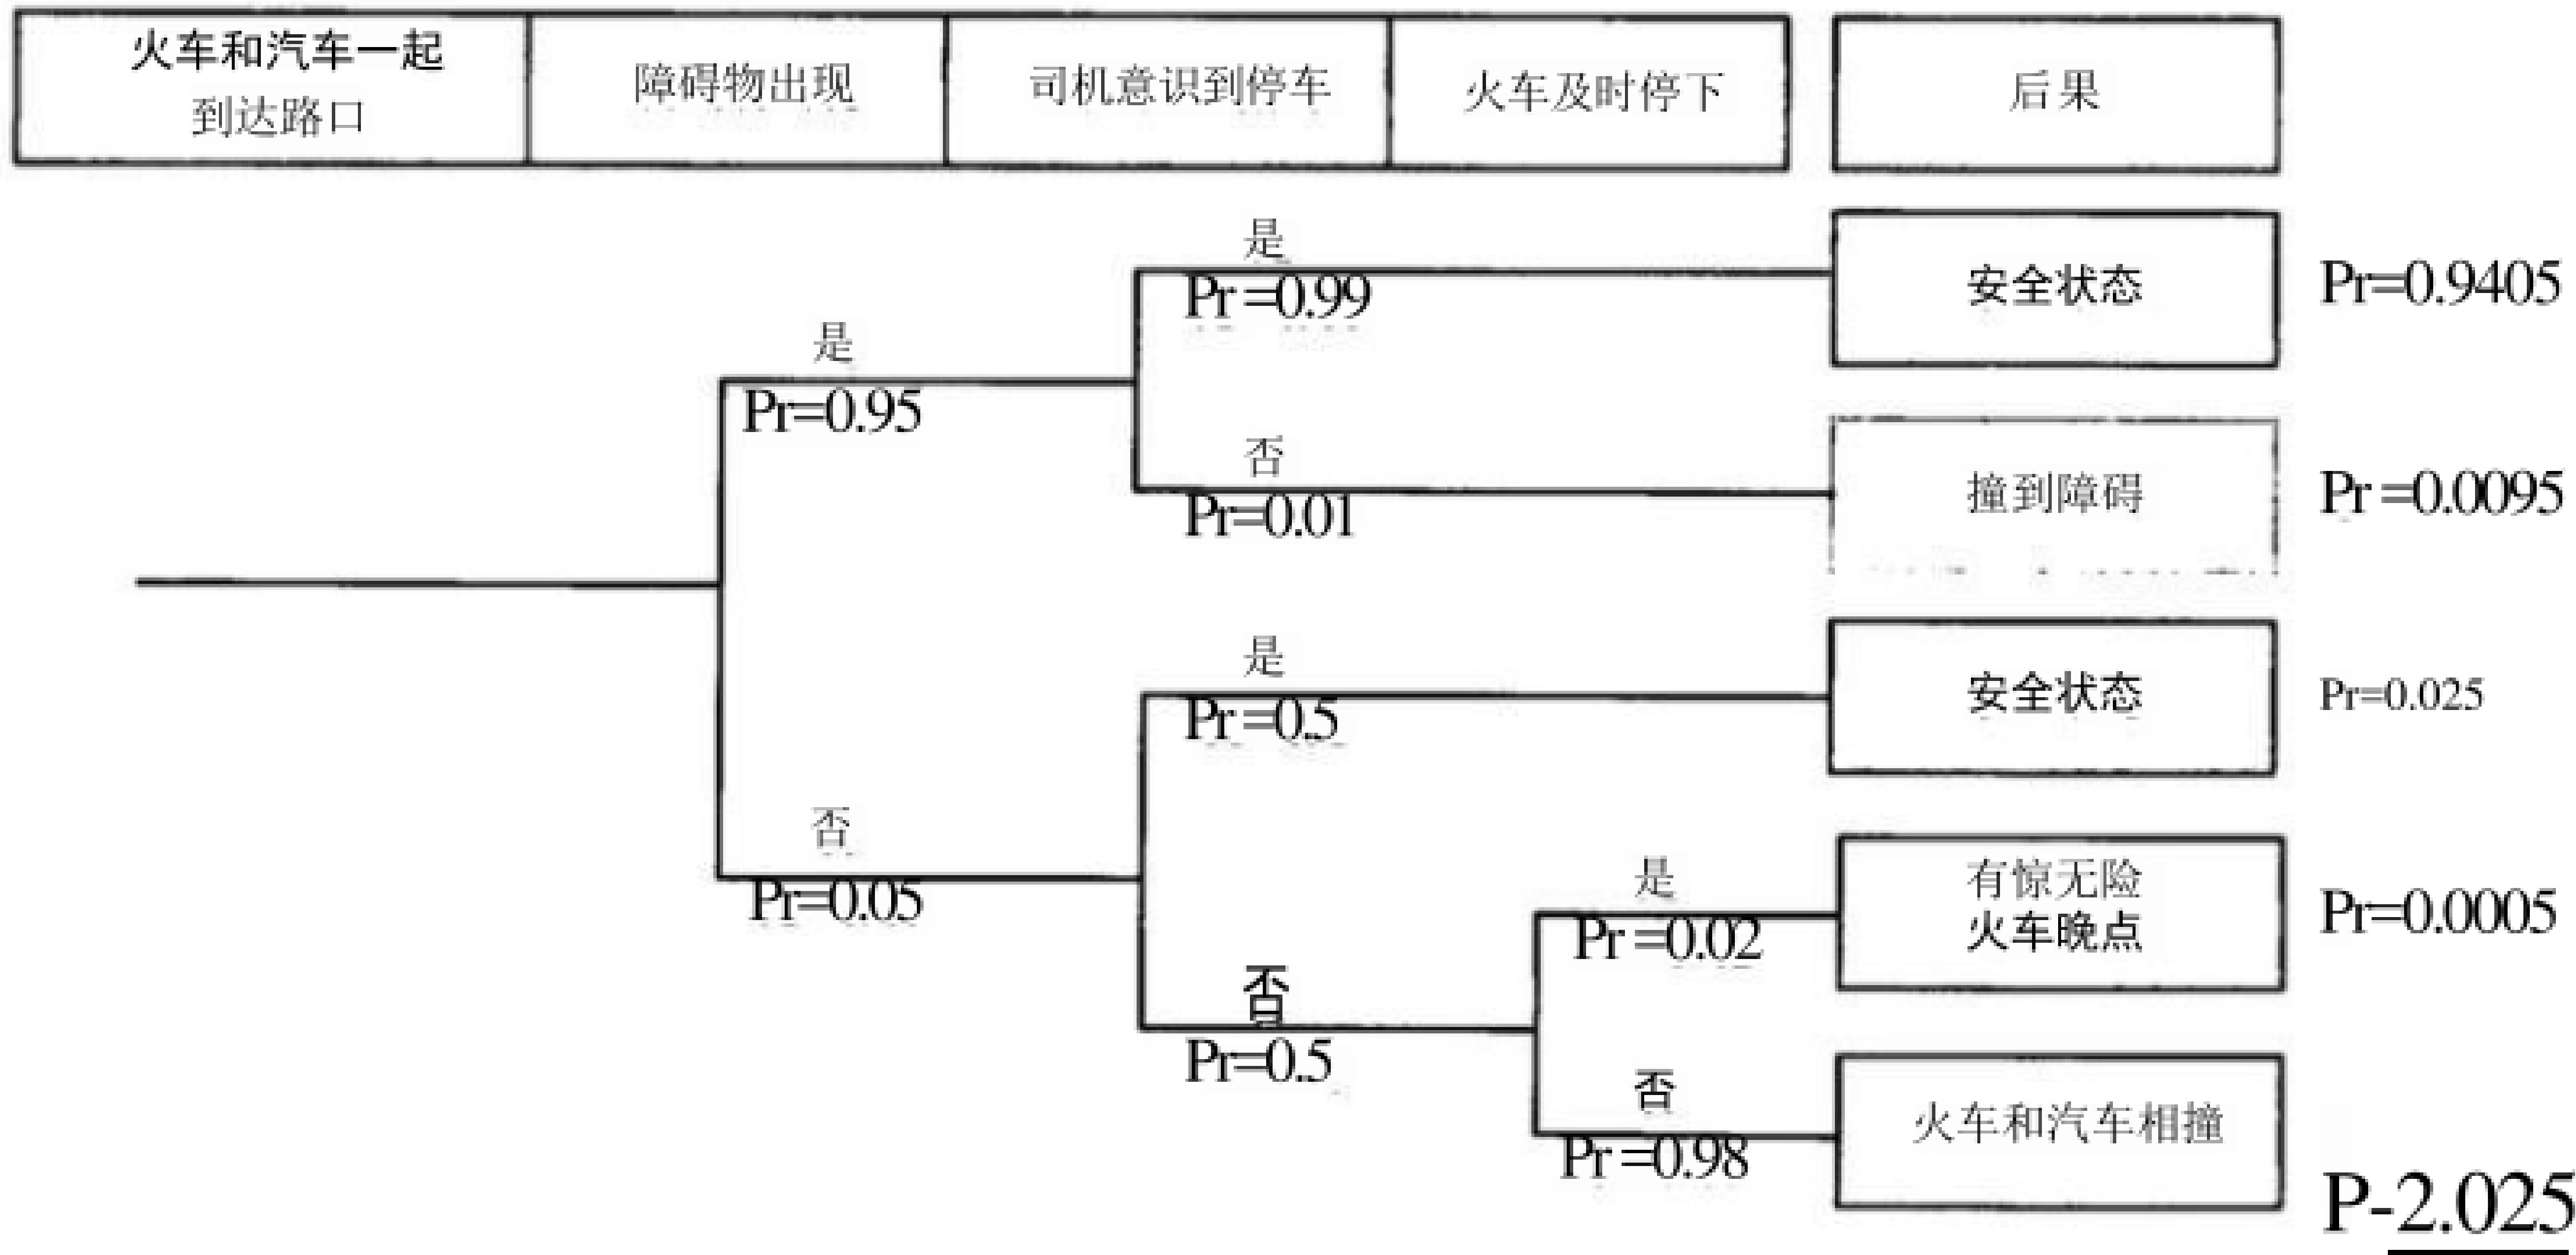 火车和汽车一起
到达路口
障碍物出现
司机意识到停车
火车及时停下
后果
是
Pr=0.99
安全状态
Pr=0.9405
是
Pr=0.95
否
Pr=0.01
撞到障碍
Pr=0.0095
是
Pr=0.5
安全状态
Pr=0.025
否
Pr=0.05
是
Pr=0.02
有惊无险
火车晚点
Pr=0.0005
否
Pr=0.5
否
Pr=0.98
火车和汽车相撞
P-2.025